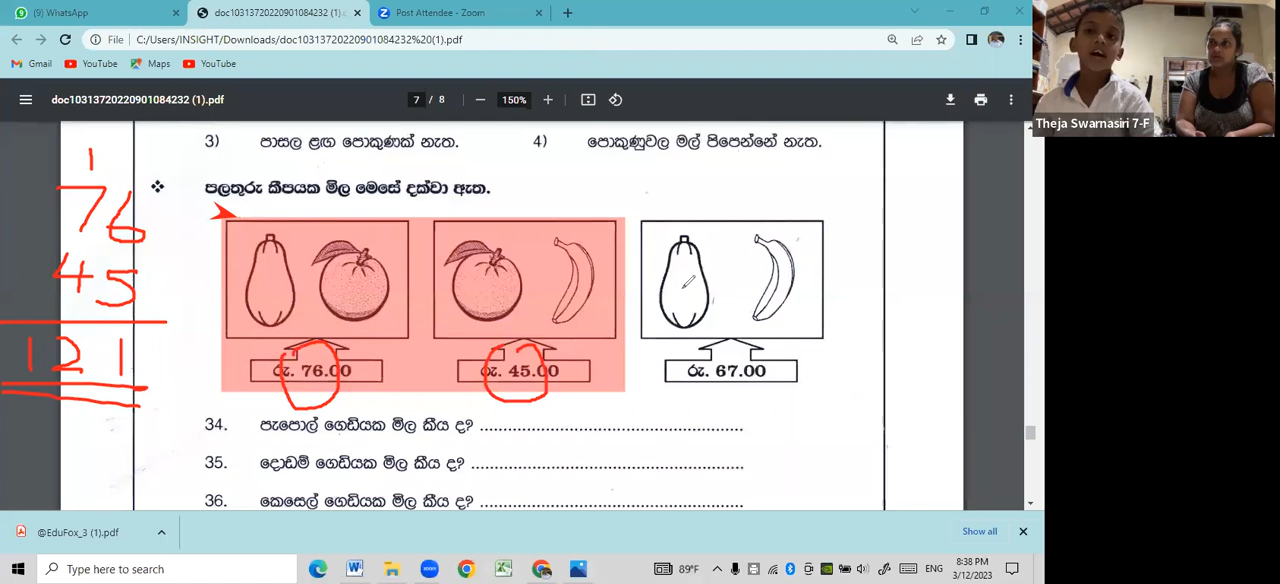 (9) WhatsApp
doc10313720220901084232 (1).p
Post Attendee - Zoom
File
C:/Users/INSIGHT/Downloads/doc10313720220901084232%20(1).pdf
Gmail
YouTube
Maps
YouTube
doc10313720220901084232 (1).pdf
7 / 8
150%
Theja Swarnasiri 7-F
3) පාසල ළඟ පොකුණක් නැත.
4) පොකුණුවල මල් පිපෙන්නේ නැත.
❖ පලතුරු කීපයක මිල මෙසේ දක්වා ඇත.
1
76
45
121
රු. 76.00
රු. 45.00
රු. 67.00
34. පැපොල් ගෙඩියක මිල කීය ද? ..........................................................
35. දොඩම් ගෙඩියක මිල කීය ද? ..........................................................
36. කෙසෙල් ගෙඩියක මිල කීය ද? ..........................................................
@EduFox_3 (1).pdf
Show all
Type here to search
89°F
ENG
8:38 PM
3/12/2023